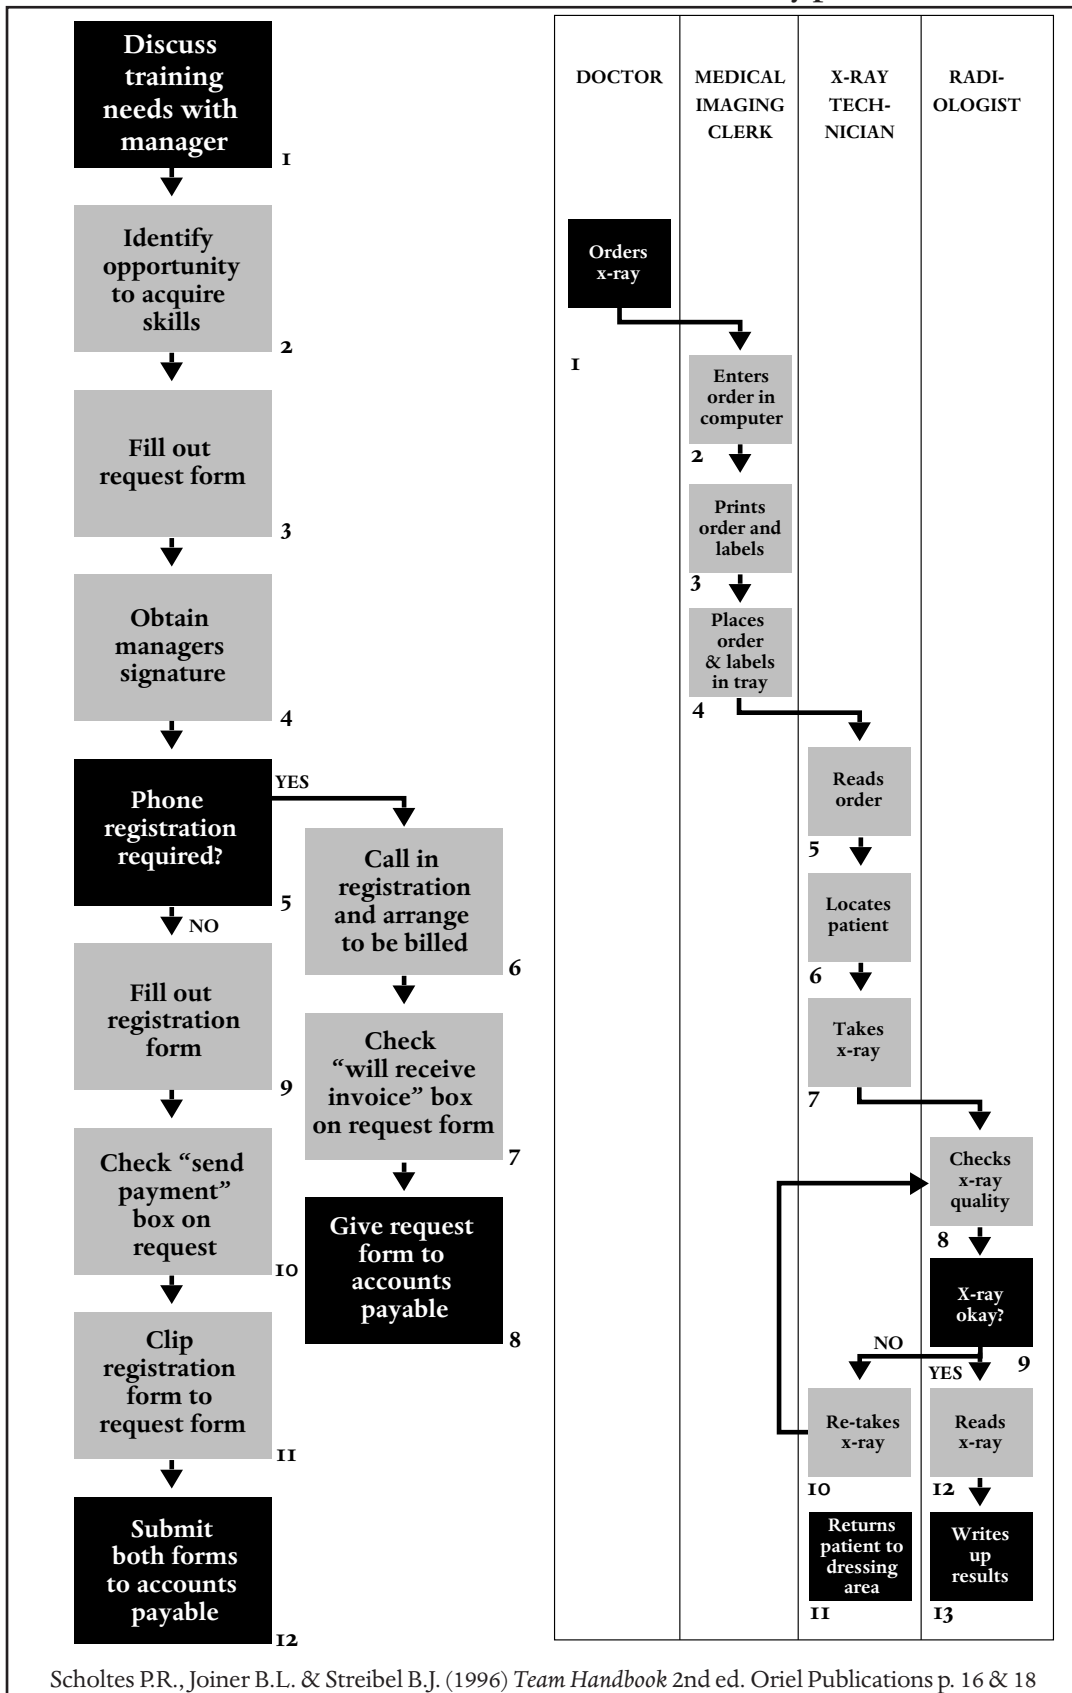 Discuss
training
needs with
manager
1
Identify
opportunity
to acquire
skills
2
Fill out
request form
3
Obtain
managers
signature
4
Phone
registration
required?
5
YES
NO
Call in
registration
and arrange
to be billed
6
Check
“will receive
invoice” box
on request form
7
Give request
form to
accounts
payable
8
Fill out
registration
form
9
Check “send
payment”
box on
request
10
Clip
registration
form to
request form
11
Submit
both forms
to accounts
payable
12
DOCTOR
MEDICAL
IMAGING
CLERK
X-RAY
TECH-
NICIAN
RADI-
OLOGIST
Orders
x-ray
1
Enters
order in
computer
2
Prints
order and
labels
3
Places
order
& labels
in tray
4
Reads
order
5
Locates
patient
6
Takes
x-ray
7
Checks
x-ray
quality
8
X-ray
okay?
9
NO
YES
Re-takes
x-ray
10
Returns
patient to
dressing
area
11
Reads
x-ray
12
Writes
up
results
13
Scholtes P.R., Joiner B.L. & Streibel B.J. (1996) Team Handbook 2nd ed. Oriel Publications p. 16 & 18